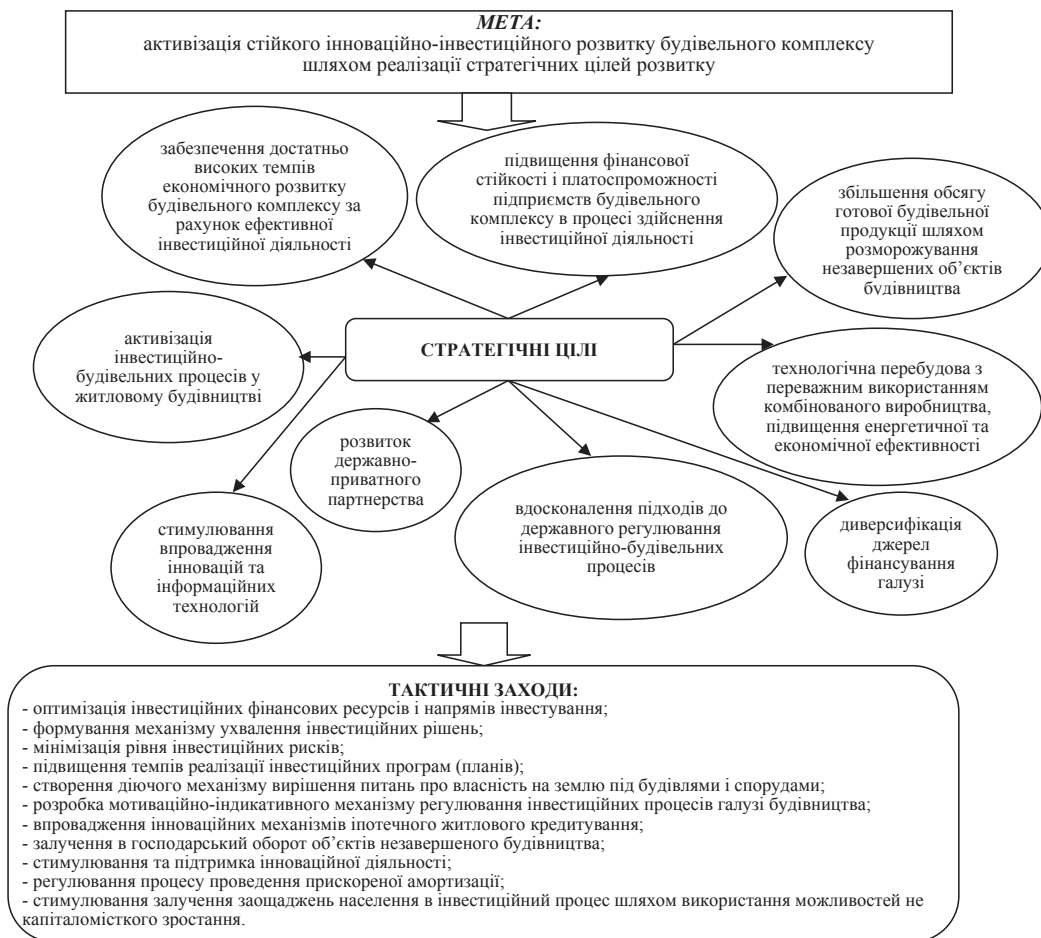 МЕТА:
активізація стійкого інноваційно-інвестиційного розвитку будівельного комплексу
шляхом реалізації стратегічних цілей розвитку
забезпечення достатньо
високих темпів
економічного розвитку
будівельного комплексу за
рахунок ефективної
інвестиційної діяльності
підвищення фінансової
стійкості і платоспроможності
підприємств будівельного
комплексу в процесі здійснення
інвестиційної діяльності
збільшення обсягу
готової будівельної
продукції шляхом
розморожування
незавершених об’єктів
будівництва
активізація
інвестиційно-
будівельних процесів у
житловому будівництві
СТРАТЕГІЧНІ ЦІЛІ
технологічна перебудова з
переважним використанням
комбінованого виробництва,
підвищення енергетичної та
економічної ефективності
розвиток
державно-
приватного
партнерства
стимулювання
впровадження
інновацій та
інформаційних
технологій
вдосконалення підходів до
державного регулювання
інвестиційно-будівельних
процесів
диверсифікація
джерел
фінансування
галузі
ТАКТИЧНІ ЗАХОДИ:
- оптимізація інвестиційних фінансових ресурсів і напрямів інвестування;
- формування механізму ухвалення інвестиційних рішень;
- мінімізація рівня інвестиційних рисків;
- підвищення темпів реалізації інвестиційних програм (планів);
- створення діючого механізму вирішення питань про власність на землю під будівлями і спорудами;
- розробка мотиваційно-індикативного механізму регулювання інвестиційних процесів галузі будівництва;
- впровадження інноваційних механізмів іпотечного житлового кредитування;
- залучення в господарський оборот об’єктів незавершеного будівництва;
- стимулювання та підтримка інноваційної діяльності;
- регулювання процесу проведення прискореної амортизації;
- стимулювання залучення заощаджень населення в інвестиційний процес шляхом використання можливостей не
капіталомісткого зростання.